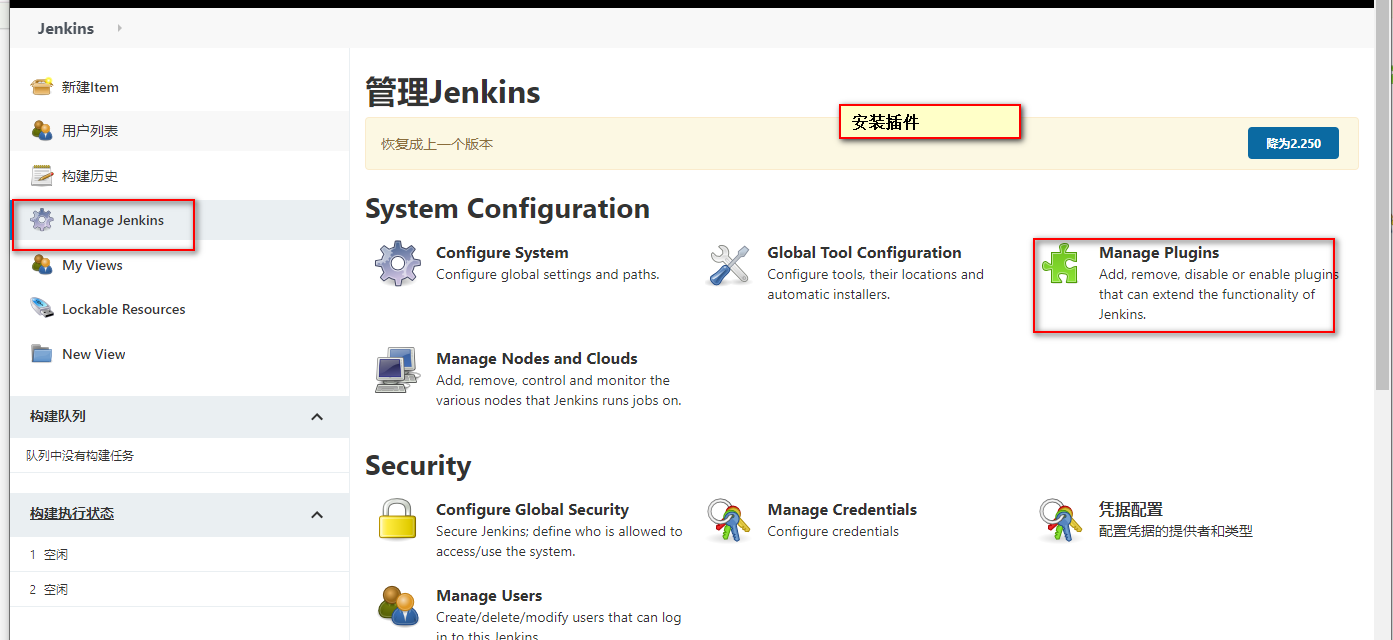 Jenkins
新建Item
用户列表
构建历史
Manage Jenkins
My Views
Lockable Resources
New View
构建队列
队列中没有构建任务
构建执行状态
1 空闲
2 空闲
管理Jenkins
安装插件
恢复成上一个版本
降为2.250
System Configuration
Configure System
Configure global settings and paths.
Global Tool Configuration
Configure tools, their locations and
automatic installers.
Manage Plugins
Add, remove, disable or enable plugins
that can extend the functionality of
Jenkins.
Manage Nodes and Clouds
Add, remove, control and monitor the
various nodes that Jenkins runs jobs on.
Security
Configure Global Security
Secure Jenkins; define who is allowed to
access/use the system.
Manage Credentials
Configure credentials
凭据配置
配置凭据的提供者和类型
Manage Users
Create/delete/modify users that can log
in to this Jenkins